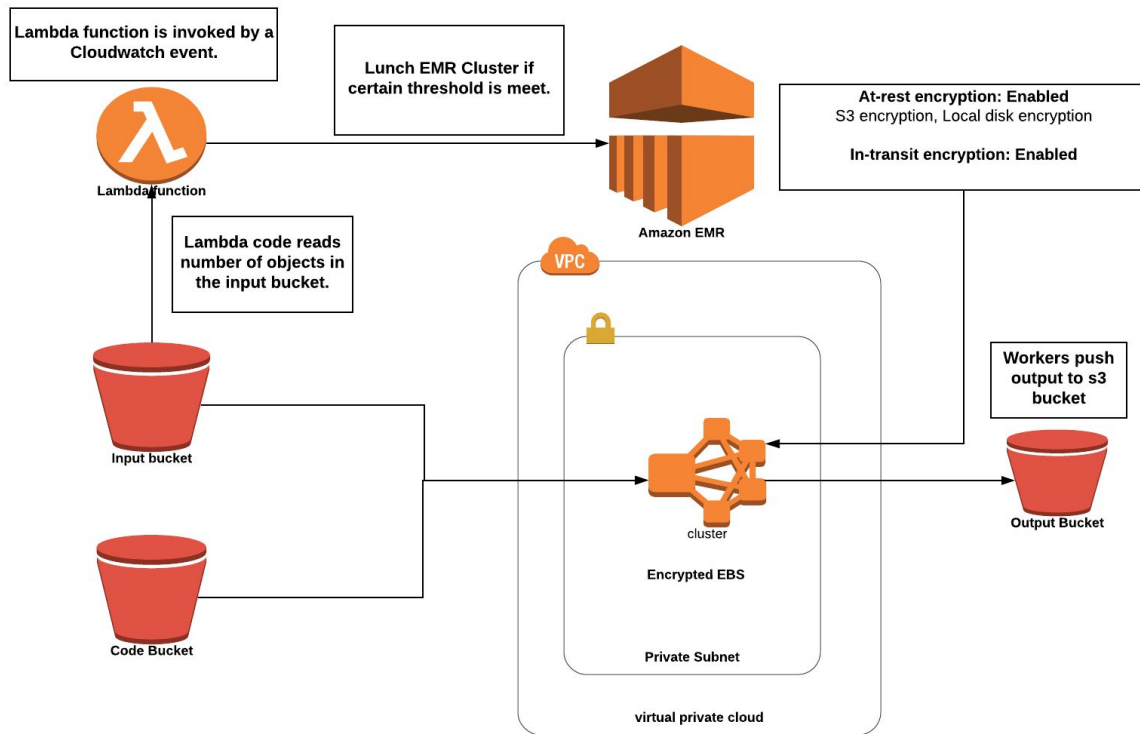 Lambda function is invoked by a
Cloudwatch event.
Lunch EMR Cluster if
certain threshold is meet.
At-rest encryption: Enabled
S3 encryption, Local disk encryption
In-transit encryption: Enabled
Lambda function
Amazon EMR
Lambda code reads
number of objects in
the input bucket.
VPC
Workers push
output to s3
bucket
Input bucket
cluster
Output Bucket
Encrypted EBS
Code Bucket
Private Subnet
virtual private cloud